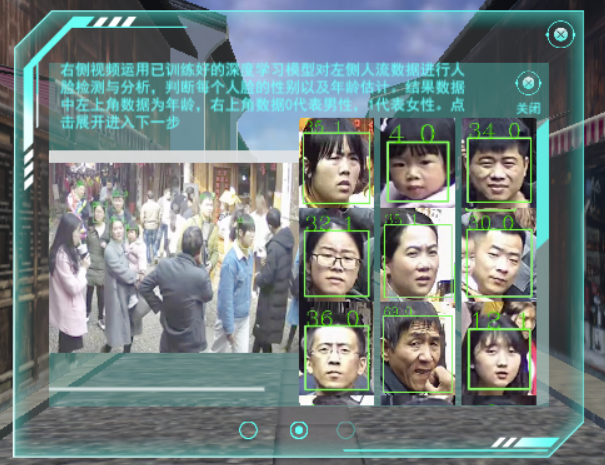 右侧视频运用已训练好的深度学习模型对左侧人流数据进行人
脸检测与分析，判断每个人脸的性别以及年龄估计。结果数据
中左上角数据为年龄，右上角数据0代表男性，1代表女性。点
击展开进入下一步
关闭
4 0
34 0
30 0
36 0